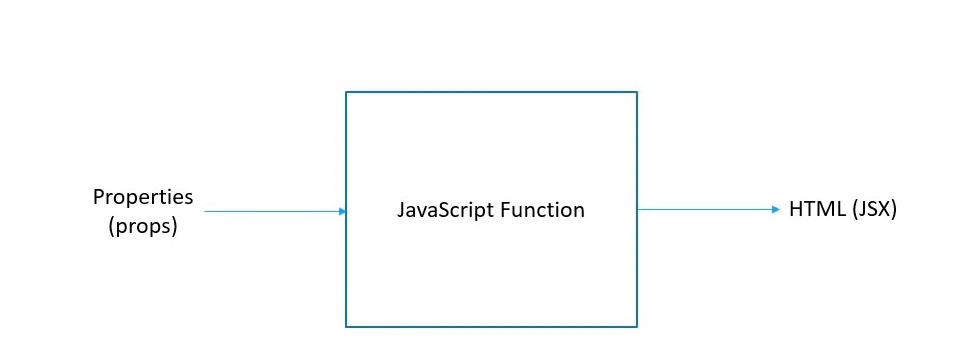 Properties
(props)
JavaScript Function
HTML (JSX)